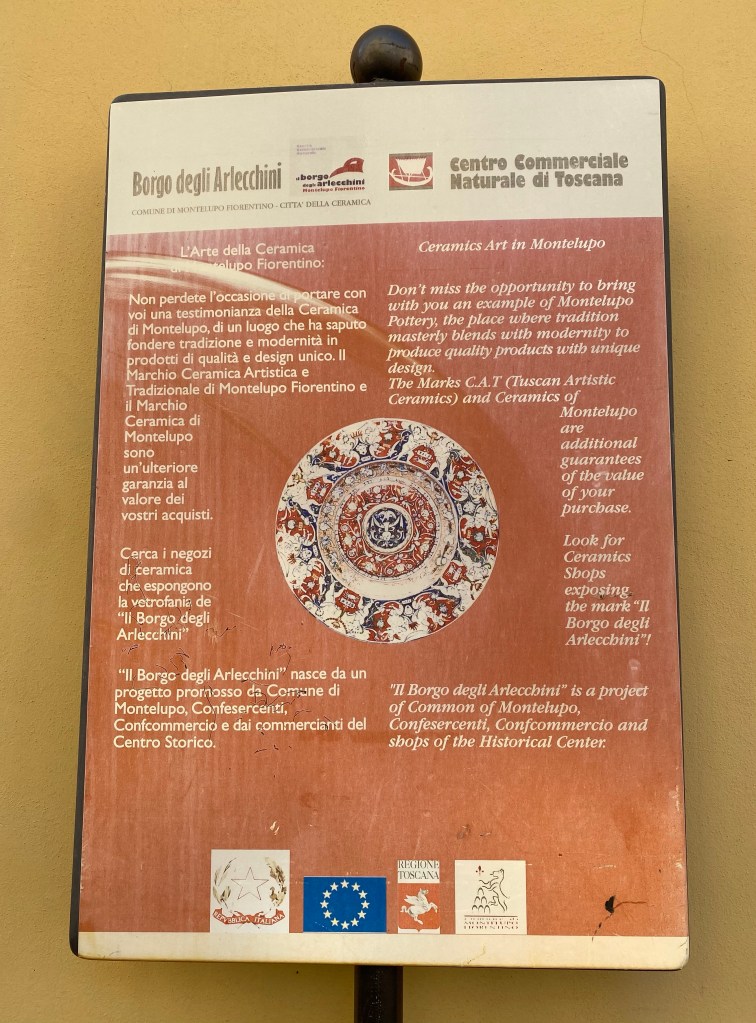 Borgo degli Arlecchini
il borgo
degli arlecchini
Montelupo Fiorentino
Centro Commerciale
Naturale di Toscana
COMUNE DI MONTELUPO FIORENTINO - CITTA' DELLA CERAMICA
L'Arte della Ceramica
di Montelupo Fiorentino:
Non perdete l'occasione di portare con
voi una testimonianza della Ceramica
di Montelupo, di un luogo che ha saputo
fondere tradizione e modernità in
prodotti di qualità e design unico. Il
Marchio Ceramica Artistica e
Tradizionale di Montelupo Fiorentino e
il Marchio
Ceramica di
Montelupo
sono
un'ulteriore
garanzia al
valore dei
vostri acquisti.
Cerca i negozi
di ceramica
che espongono
la vetrofania de
"Il Borgo degli
Arlecchini"
"Il Borgo degli Arlecchini" nasce da un
progetto promosso da Comune di
Montelupo, Confesercenti,
Confcommercio e dai commercianti del
Centro Storico.
Ceramics Art in Montelupo
Don't miss the opportunity to bring
with you an example of Montelupo
Pottery, the place where tradition
masterly blends with modernity to
produce quality products with unique
design.
The Marks C.A.T (Tuscan Artistic
Ceramics) and Ceramics of
Montelupo
are
additional
guarantees
of the value
of your
purchase.
Look for
Ceramics
Shops
exposing
the mark "Il
Borgo degli
Arlecchini"!
"Il Borgo degli Arlecchini" is a project
of Common of Montelupo,
Confesercenti, Confcommercio and
shops of the Historical Center.
REPVBBLICA ITALIANA
REGIONE
TOSCANA
MONTELUPO
FIORENTINO